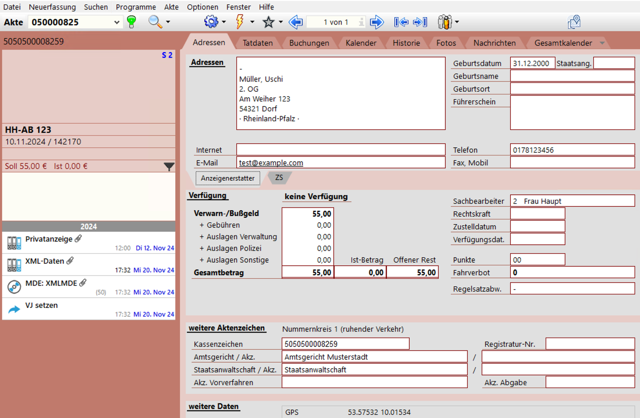 Datei Neuerfassung Suchen Programme Akte Optionen Fenster Hilfe
Akte 050000825 1 von 1
5050500008259
Adressen Tatdaten Buchungen Kalender Historie Fotos Nachrichten Gesamtkalender
S 2
HH-AB 123
10.11.2024 / 142170
Soll 55,00 € Ist 0,00 €
2024
Privatanzeige
12:00 Di 12. Nov 24
XML-Daten
17:32 Mi 20. Nov 24
MDE: XMLMDE
(50) 17:32 Mi 20. Nov 24
VJ setzen
17:32 Mi 20. Nov 24
Adressen
-
Müller, Uschi
2. OG
Am Weiher 123
54321 Dorf
· Rheinland-Pfalz ·
Geburtsdatum 31.12.2000 Staatsang.
Geburtsname
Geburtsort
Führerschein
Internet
E-Mail test@example.com
Telefon 0178123456
Fax, Mobil
Anzeigenerstatter ZS
Verfügung keine Verfügung
Verwarn-/Bußgeld 55,00
+ Gebühren 0,00
+ Auslagen Verwaltung 0,00
+ Auslagen Polizei 0,00
+ Auslagen Sonstige 0,00 Ist-Betrag Offener Rest
Gesamtbetrag 55,00 0,00 55,00
Sachbearbeiter 2 Frau Haupt
Rechtskraft
Zustelldatum
Verfügungsdat.
Punkte 00
Fahrverbot 0
Regelsatzabw. -
weitere Aktenzeichen Nummernkreis 1 (ruhender Verkehr)
Kassenzeichen 5050500008259 Registratur-Nr.
Amtsgericht / Akz. Amtsgericht Musterstadt /
Staatsanwaltschaft / Akz. Staatsanwaltschaft /
Akz. Vorverfahren Akz. Abgabe
weitere Daten GPS 53.57532 10.01534